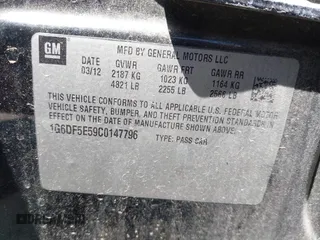 GM
MFD BY GENERAL MOTORS LLC
DATE GVWR GAWR FRT GAWR RR
03/12 2187 KG 1023 KG 1164 KG
4821 LB 2255 LB 2566 LB
THIS VEHICLE CONFORMS TO ALL APPLICABLE U.S. FEDERAL MOTOR
VEHICLE SAFETY, BUMPER, AND THEFT PREVENTION STANDARDS
IN EFFECT ON THE DATE OF MANUFACTURE SHOWN ABOVE.
1G6DF5E59C0147796 TYPE: PASS CAR